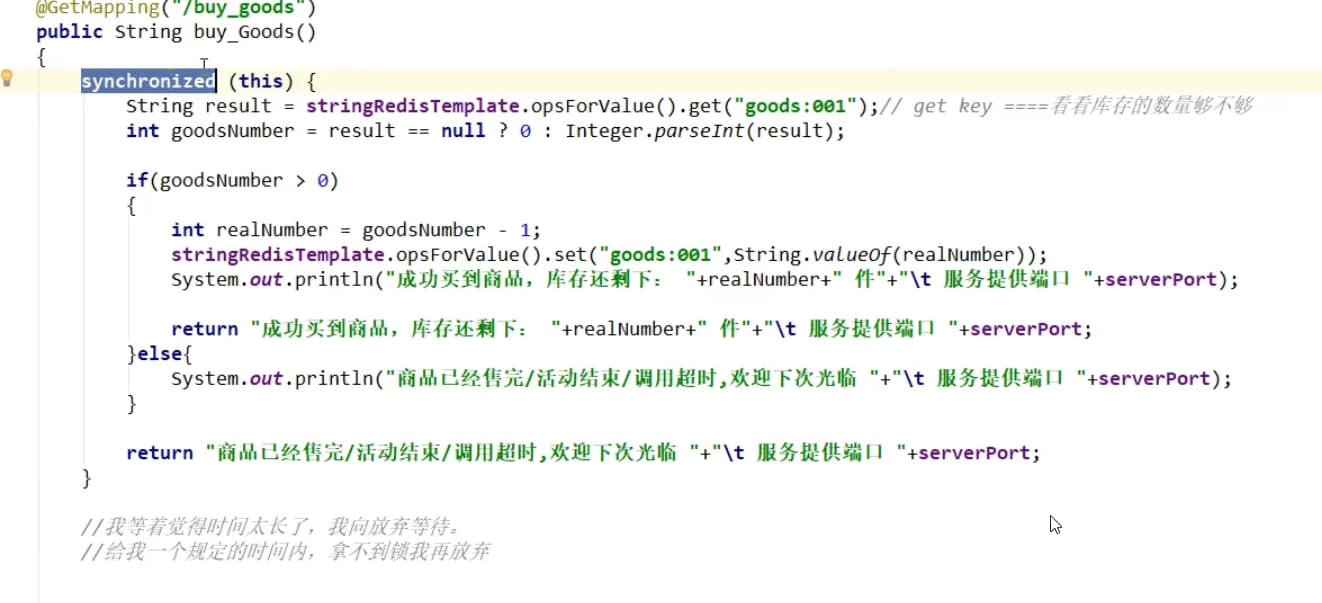 @GetMapping("/buy_goods")
public String buy_Goods()
{
synchronized (this) {
String result = stringRedisTemplate.opsForValue().get("goods:001");// get key ====看看库存的数量够不够
int goodsNumber = result == null ? 0 : Integer.parseInt(result);
if(goodsNumber > 0)
{
int realNumber = goodsNumber - 1;
stringRedisTemplate.opsForValue().set("goods:001",String.valueOf(realNumber));
System.out.println("成功买到商品，库存还剩下： "+realNumber+" 件"+"\t 服务提供端口 "+serverPort);
return "成功买到商品，库存还剩下： "+realNumber+" 件"+"\t 服务提供端口 "+serverPort;
}else{
System.out.println("商品已经售完/活动结束/调用超时,欢迎下次光临 "+"\t 服务提供端口 "+serverPort);
}
return "商品已经售完/活动结束/调用超时,欢迎下次光临 "+"\t 服务提供端口 "+serverPort;
}
//我等着觉得时间太长了，我向放弃等待。
//给我一个规定的时间内，拿不到锁我再放弃